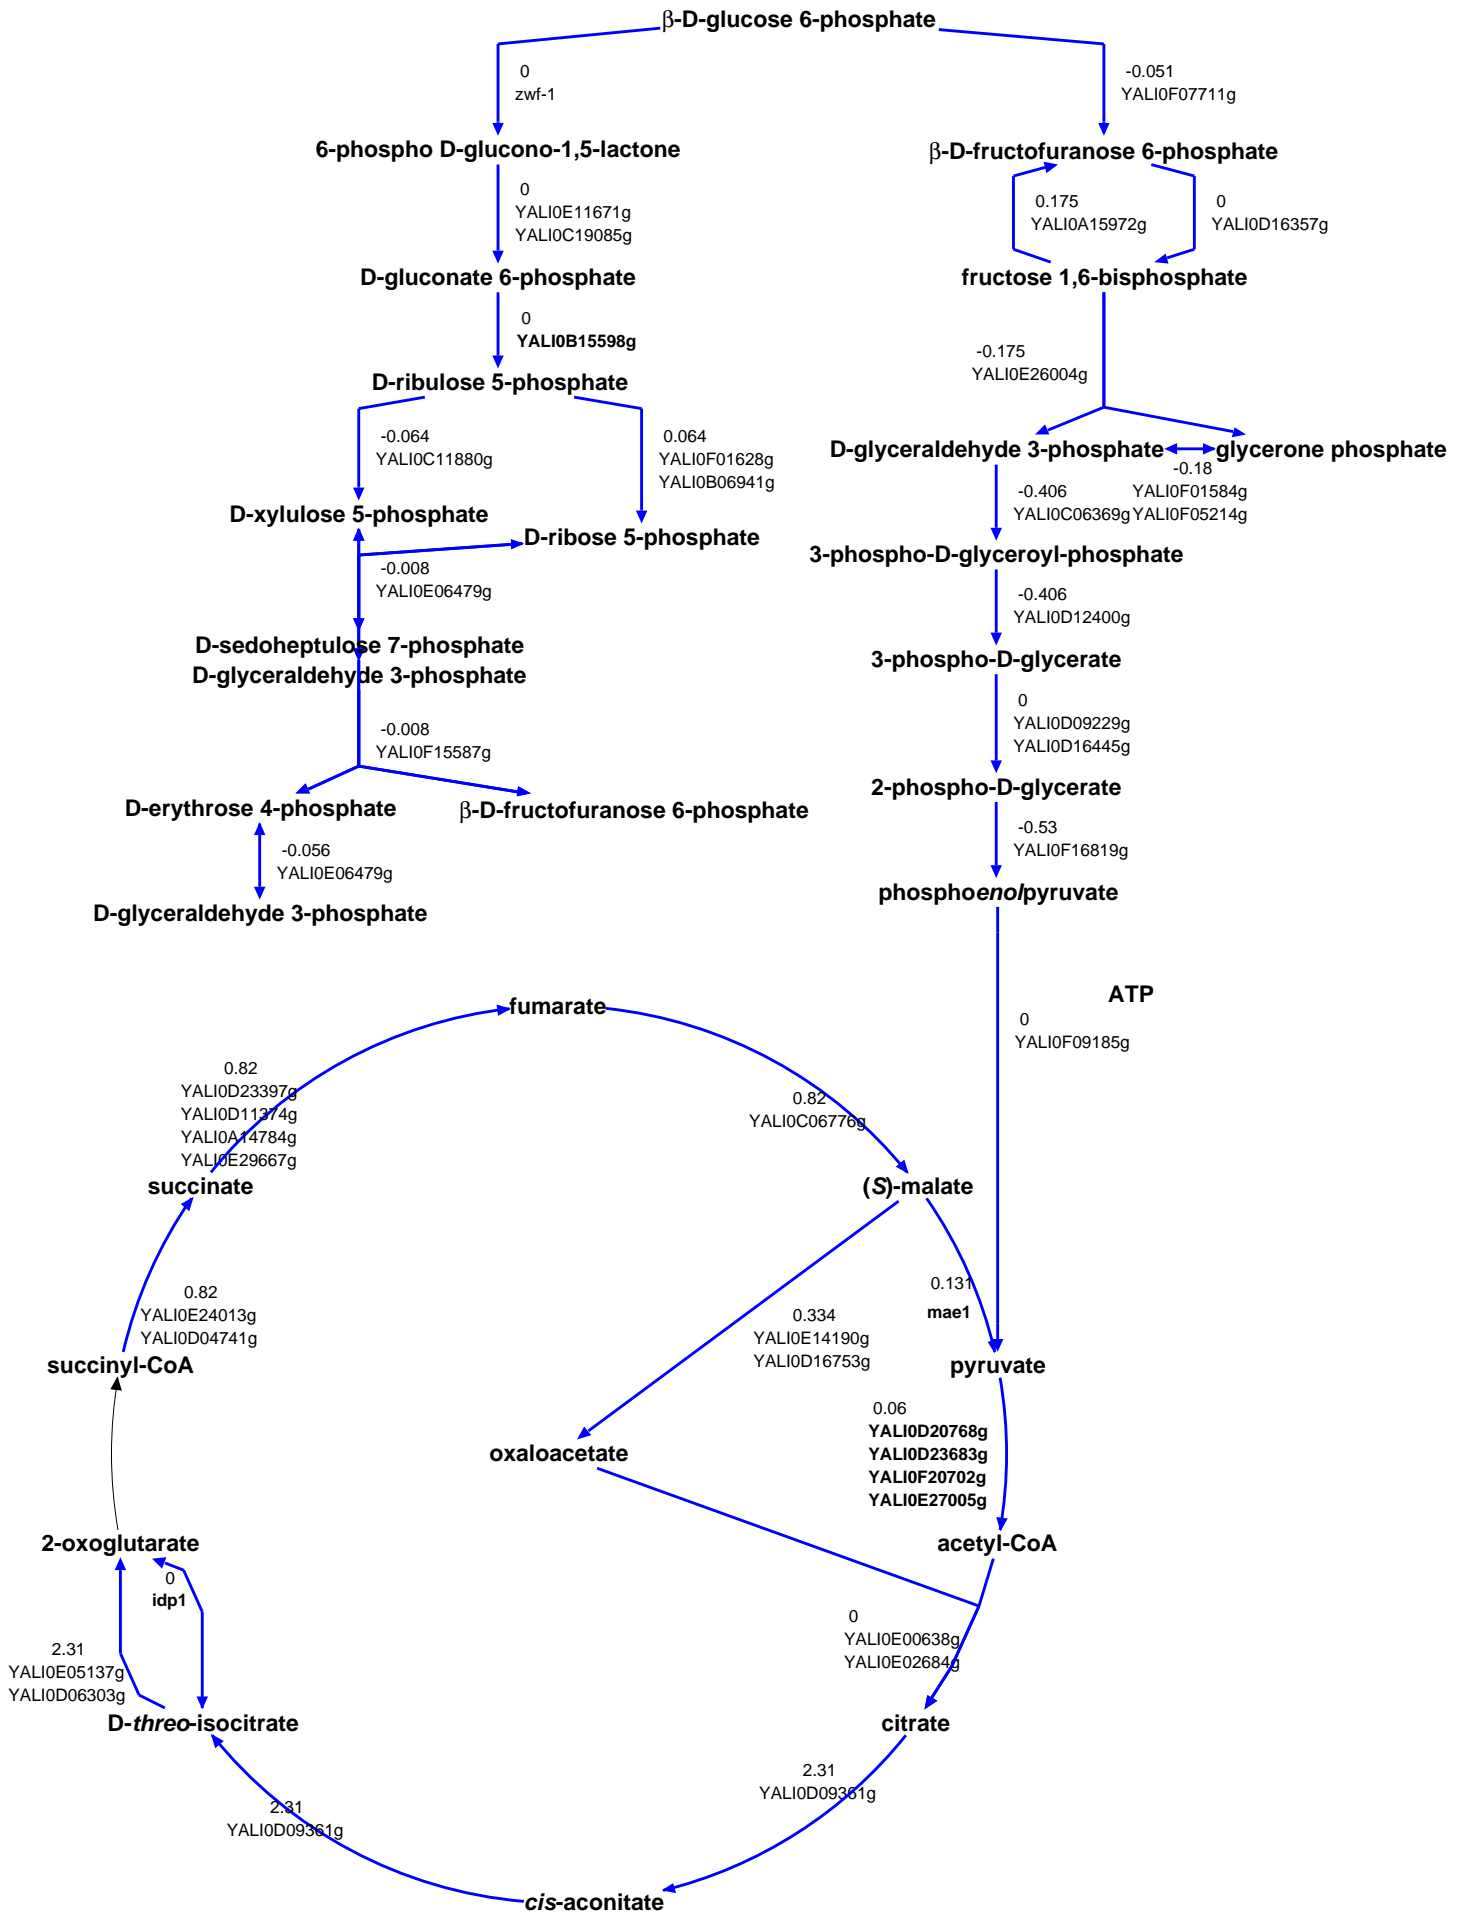 β-D-glucose 6-phosphate
0
zwf-1
-0.051
YALI0F07711g
6-phospho D-glucono-1,5-lactone
β-D-fructofuranose 6-phosphate
0
YALI0E11671g
YALI0C19085g
0.175
YALI0A15972g
0
YALI0D16357g
D-gluconate 6-phosphate
fructose 1,6-bisphosphate
0
YALI0B15598g
-0.175
YALI0E26004g
D-ribulose 5-phosphate
-0.064
YALI0C11880g
0.064
YALI0F01628g
YALI0B06941g
D-glyceraldehyde 3-phosphate
glycerone phosphate
-0.18
YALI0F01584g
YALI0F05214g
-0.406
YALI0C06369g
D-xylulose 5-phosphate
D-ribose 5-phosphate
3-phospho-D-glyceroyl-phosphate
-0.008
YALI0E06479g
-0.406
YALI0D12400g
D-sedoheptulose 7-phosphate
D-glyceraldehyde 3-phosphate
3-phospho-D-glycerate
0
YALI0D09229g
YALI0D16445g
-0.008
YALI0F15587g
2-phospho-D-glycerate
D-erythrose 4-phosphate
β-D-fructofuranose 6-phosphate
-0.53
YALI0F16819g
-0.056
YALI0E06479g
phosphoenolpyruvate
D-glyceraldehyde 3-phosphate
ATP
fumarate
0
YALI0F09185g
0.82
YALI0D23397g
YALI0D11374g
YALI0A14784g
YALI0E29667g
0.82
YALI0C06776g
succinate
(S)-malate
0.82
YALI0E24013g
YALI0D04741g
0.131
mae1
0.334
YALI0E14190g
YALI0D16753g
succinyl-CoA
pyruvate
0.06
YALI0D20768g
YALI0D23683g
YALI0F20702g
YALI0E27005g
oxaloacetate
2-oxoglutarate
acetyl-CoA
0
idp1
0
YALI0E00638g
YALI0E02684g
2.31
YALI0E05137g
YALI0D06303g
D-threo-isocitrate
citrate
2.31
YALI0D09361g
2.31
YALI0D09361g
cis-aconitate